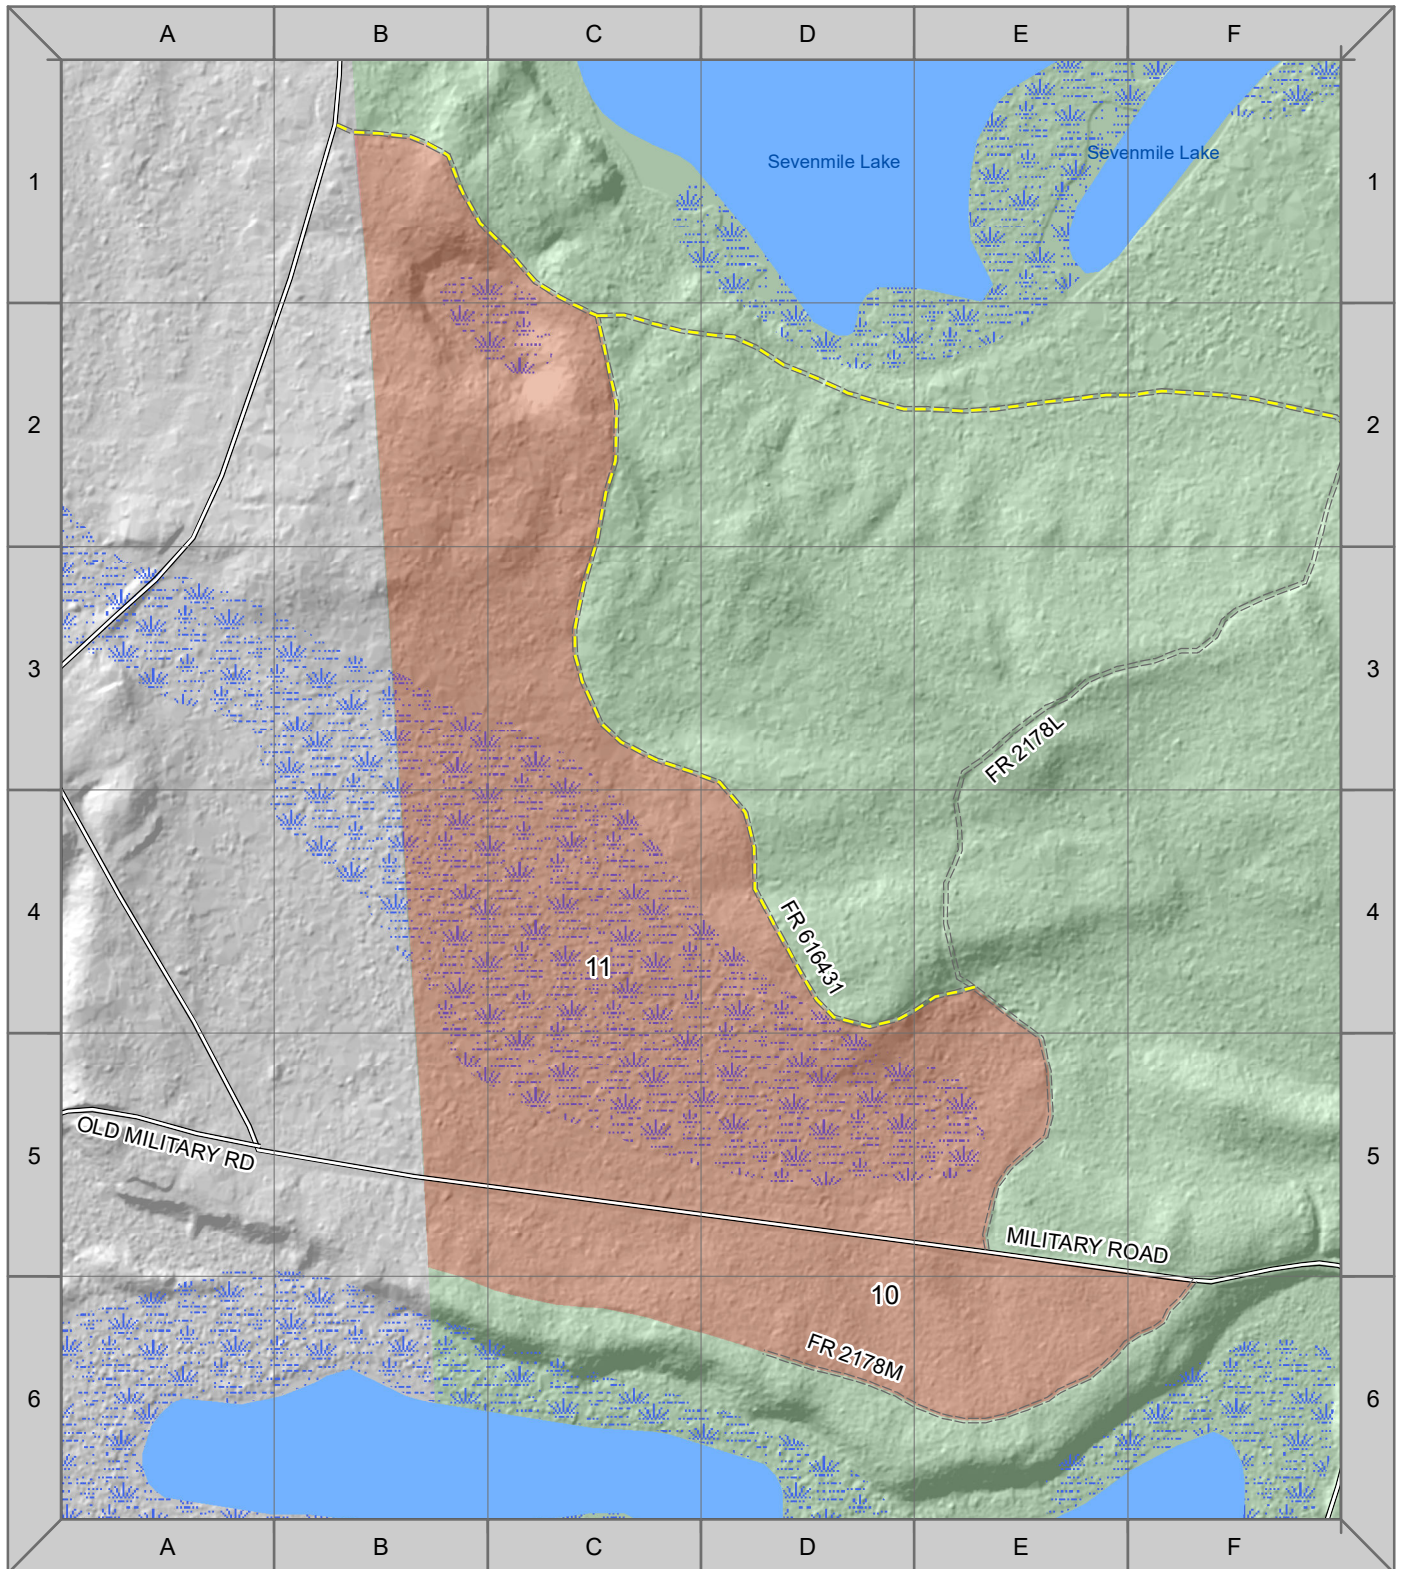 A B C D E F
Sevenmile Lake
Sevenmile Lake
1 1
2 2
3 3
FR 2178L
4 4
FR 616431
11
OLD MILITARY RD
5 5
MILITARY ROAD
10
FR 2178M
6 6
A B C D E F